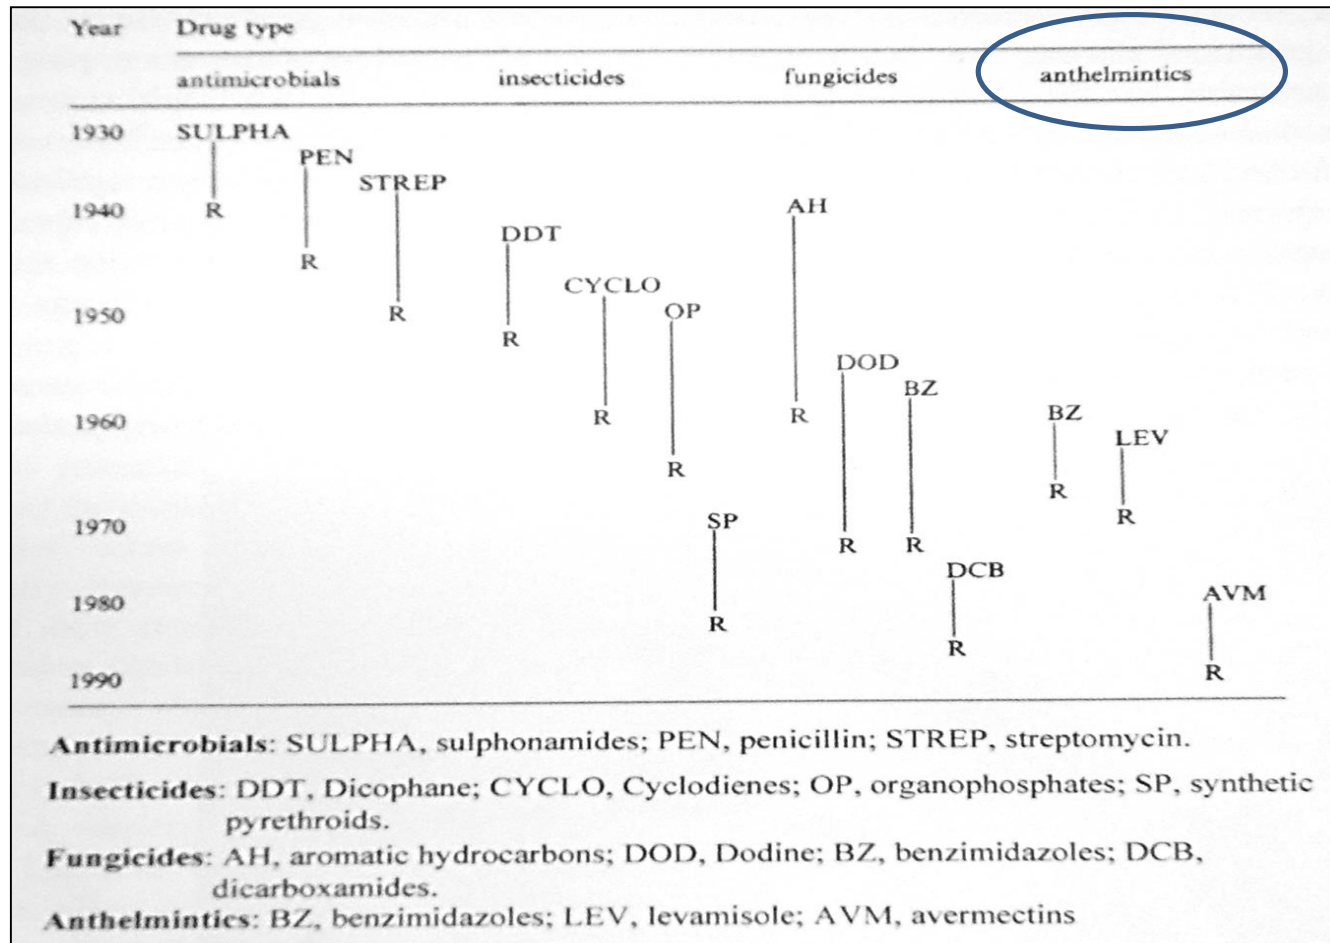 Year Drug type
antimicrobials insecticides fungicides anthelmintics
1930 SULPHA
PEN
STREP
1940 R AH
DDT
R
CYCLO
1950 R OP
R
DOD
BZ
1960 R R BZ
LEV
R
R
1970 SP R
R R
DCB
1980 AVM
R
R
1990 R
Antimicrobials: SULPHA, sulphonamides; PEN, penicillin; STREP, streptomycin.
Insecticides: DDT, Dicophane; CYCLO, Cyclodienes; OP, organophosphates; SP, synthetic
pyrethroids.
Fungicides: AH, aromatic hydrocarbons; DOD, Dodine; BZ, benzimidazoles; DCB,
dicarboxamides.
Anthelmintics: BZ, benzimidazoles; LEV, levamisole; AVM, avermectins